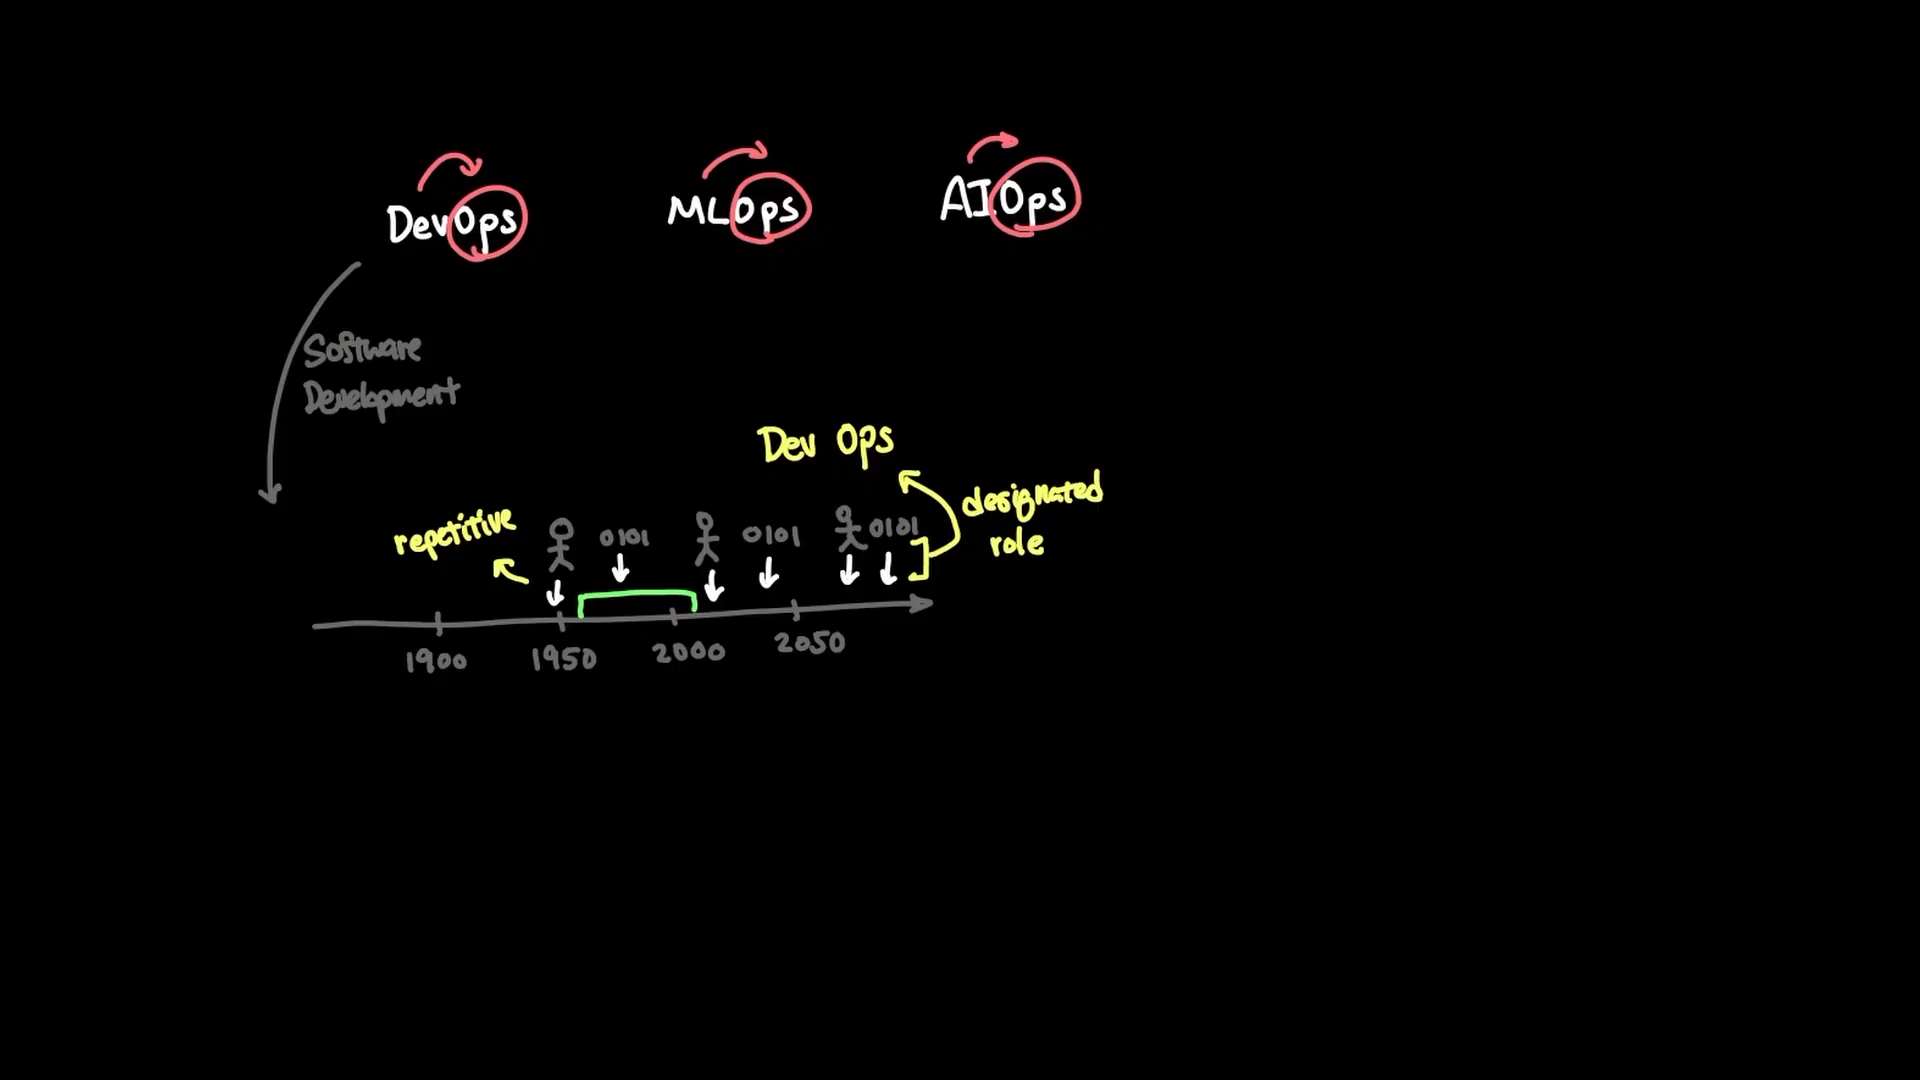 DevOps
MLOps
AIOps
Software
Development
Dev Ops
designated
role
repetitive
0101
0101
0101
1900
1950
2000
2050